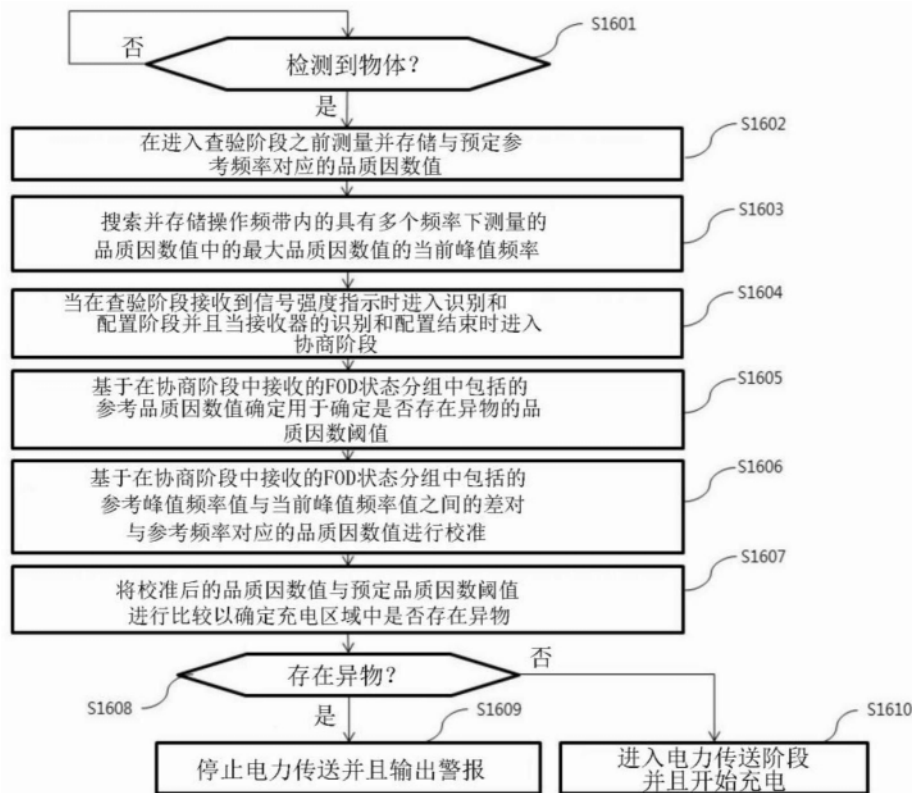 S1601
否
检测到物体？
是
S1602
在进入查验阶段之前测量并存储与预定参
考频率对应的品质因数值
S1603
搜索并存储操作频带内的具有多个频率下测量的
品质因数值中的最大品质因数值的当前峰值频率
S1604
当在查验阶段接收到信号强度指示时进入识别和
配置阶段并且当接收器的识别和配置结束时进入
协商阶段
S1605
基于在协商阶段中接收的FOD状态分组中包括的
参考品质因数值确定用于确定是否存在异物的品
质因数阈值
S1606
基于在协商阶段中接收的FOD状态分组中包括的
参考峰值频率值与当前峰值频率值之间的差对
与参考频率对应的品质因数值进行校准
S1607
将校准后的品质因数值与预定品质因数阈值
进行比较以确定充电区域中是否存在异物
存在异物？
否
S1608
是
S1609
S1610
停止电力传送并且输出警报
进入电力传送阶段
并且开始充电